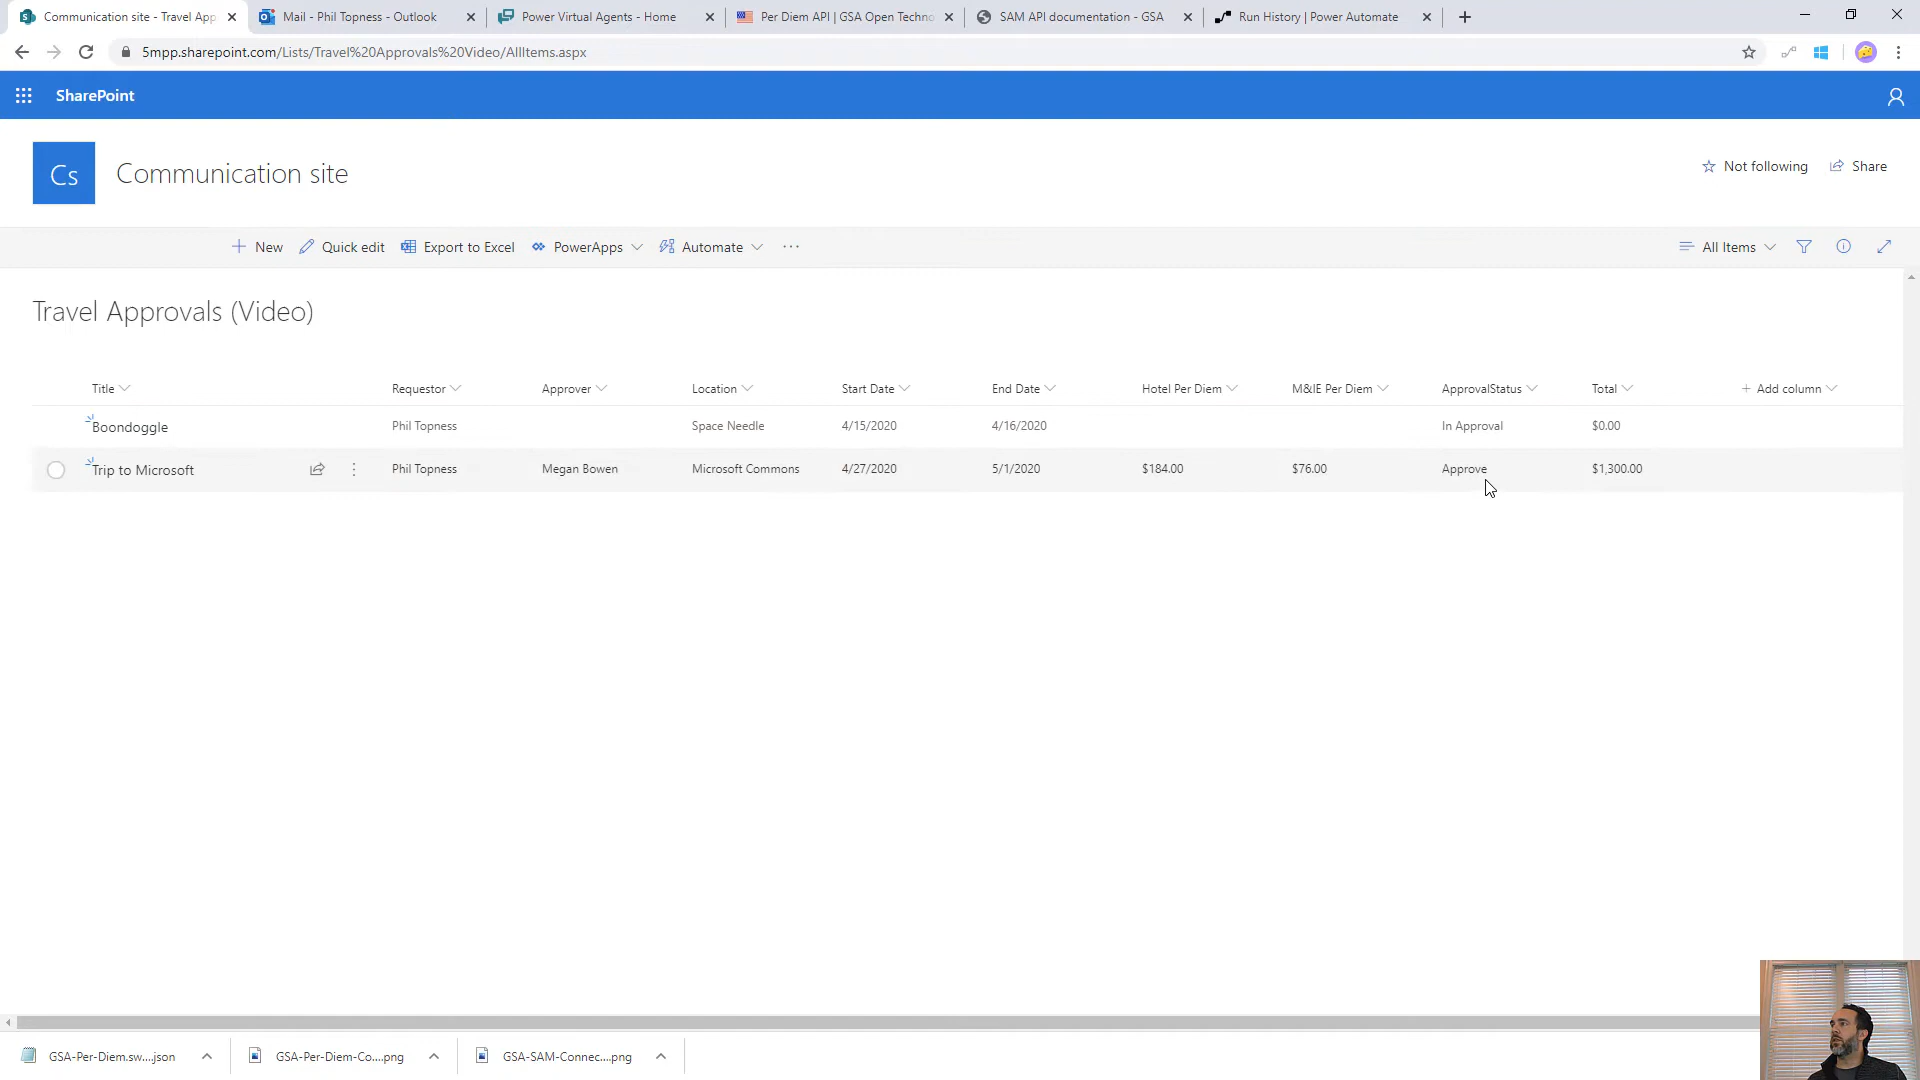 Communication site - Travel App
Mail - Phil Topness - Outlook
Power Virtual Agents - Home
Per Diem API | GSA Open Techno
SAM API documentation - GSA
Run History | Power Automate
5mpp.sharepoint.com/Lists/Travel%20Approvals%20Video/AllItems.aspx
SharePoint
Cs
Communication site
Not following
Share
New
Quick edit
Export to Excel
PowerApps
Automate
All Items
Travel Approvals (Video)
Title Requestor Approver Location Start Date End Date Hotel Per Diem M&IE Per Diem ApprovalStatus Total Add column
Boondoggle Phil Topness Space Needle 4/15/2020 4/16/2020 In Approval $0.00
Trip to Microsoft Phil Topness Megan Bowen Microsoft Commons 4/27/2020 5/1/2020 $184.00 $76.00 Approve $1,300.00
GSA-Per-Diem.sw....json
GSA-Per-Diem-Co....png
GSA-SAM-Connec....png